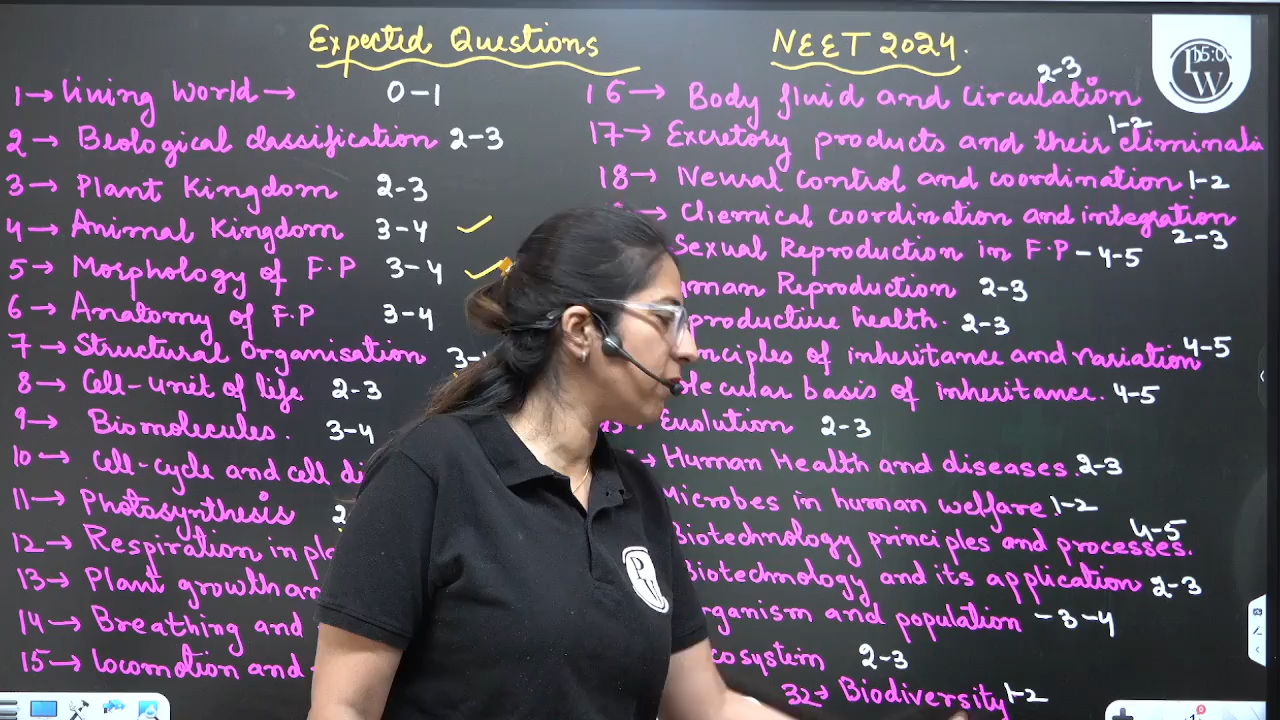 Expected Questions
NEET 2024.
1→ Living World → 0-1
2→ Biological classification 2-3
3→ Plant Kingdom 2-3
4→ Animal Kingdom 3-4
5→ Morphology of F.P 3-4
6→ Anatomy of F.P 3-4
7→ Structural Organisation
8→ Cell-unit of life 2-3
9→ Biomolecules. 3-4
10→ Cell-cycle and cell
11→ Photosynthesis
12→ Respiration in
13→ Plant growth
14→ Breathing and
15→ Locomotion and
16→ Body fluid and circulation 2-3
17→ Excretory products and their 1-2
18→ Neural control and coordination 1-2
Chemical coordination and integration 2-3
Sexual Reproduction in F.P - 4-5
Reproduction 2-3
health. 2-3
of inheritance and variation 4-5
basis of inheritance. 4-5
Evolution 2-3
Human Health and diseases. 2-3
Microbes in human welfare. 1-2
Biotechnology principles and processes. 4-5
Biotechnology and its application 2-3
and population - 3-4
2-3
32→ Biodiversity 1-2
PW